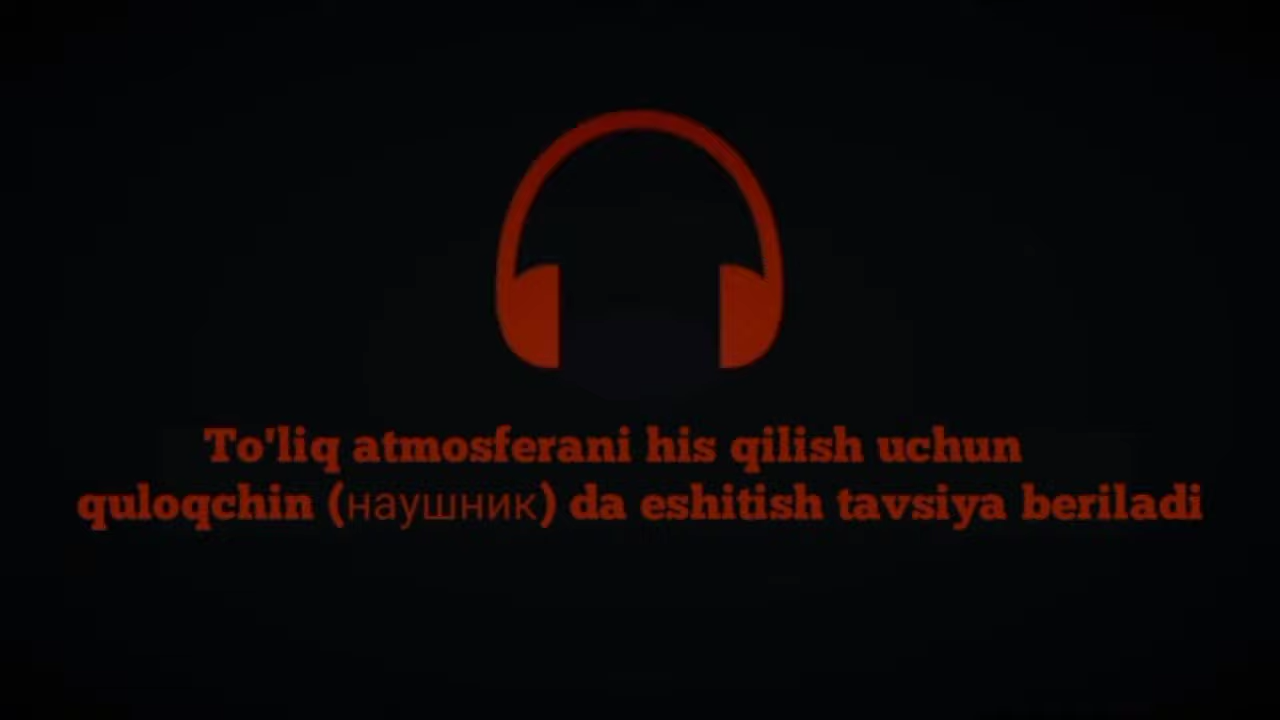 To'liq atmosferani his qilish uchun
quloqchin (наушник) da eshitish tavsiya beriladi